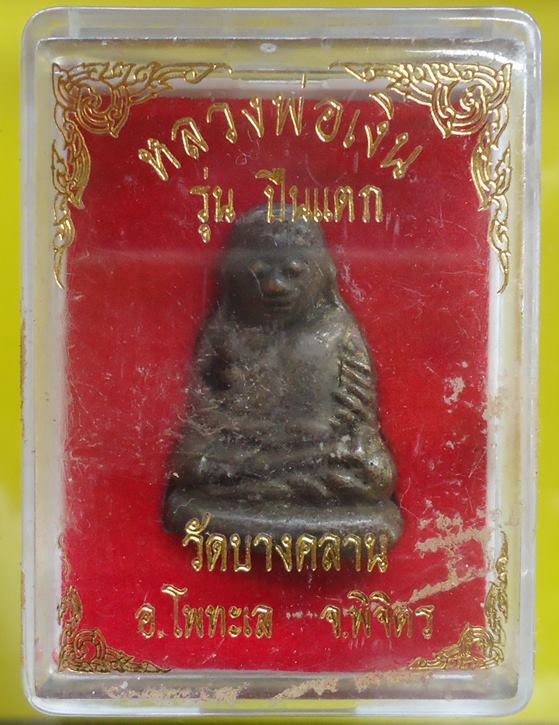 หลวงพ่อเงิน
รุ่น ปืนแตก
วัดบางคลาน
อ.โพทะเล จ.พิจิตร